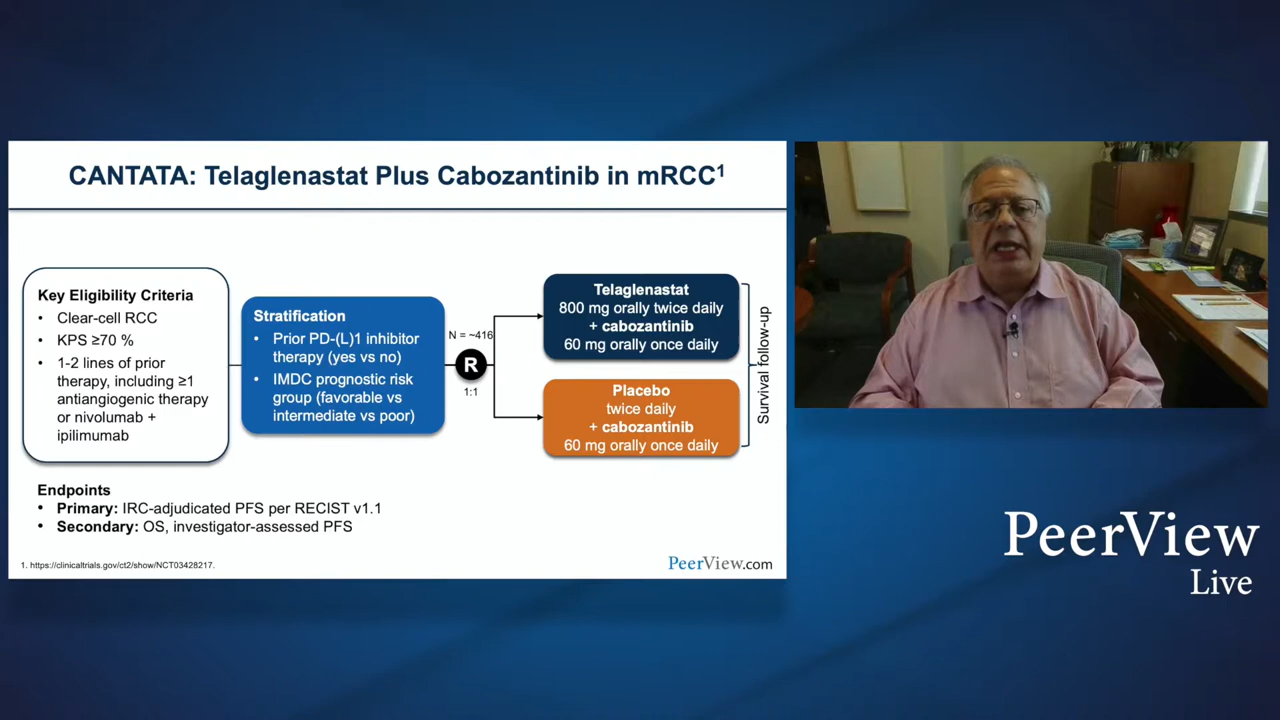 CANTATA: Telaglenastat Plus Cabozantinib in mRCC1
Key Eligibility Criteria
• Clear-cell RCC
• KPS ≥70 %
• 1-2 lines of prior
therapy, including ≥1
antiangiogenic therapy
or nivolumab +
ipilimumab
Stratification
• Prior PD-(L)1 inhibitor
therapy (yes vs no)
• IMDC prognostic risk
group (favorable vs
intermediate vs poor)
N = ~416
R
1:1
Telaglenastat
800 mg orally twice daily
+ cabozantinib
60 mg orally once daily
Placebo
twice daily
+ cabozantinib
60 mg orally once daily
Survival follow-up
Endpoints
• Primary: IRC-adjudicated PFS per RECIST v1.1
• Secondary: OS, investigator-assessed PFS
1. https://clinicaltrials.gov/ct2/show/NCT03428217.
PeerView.com
PeerView
Live